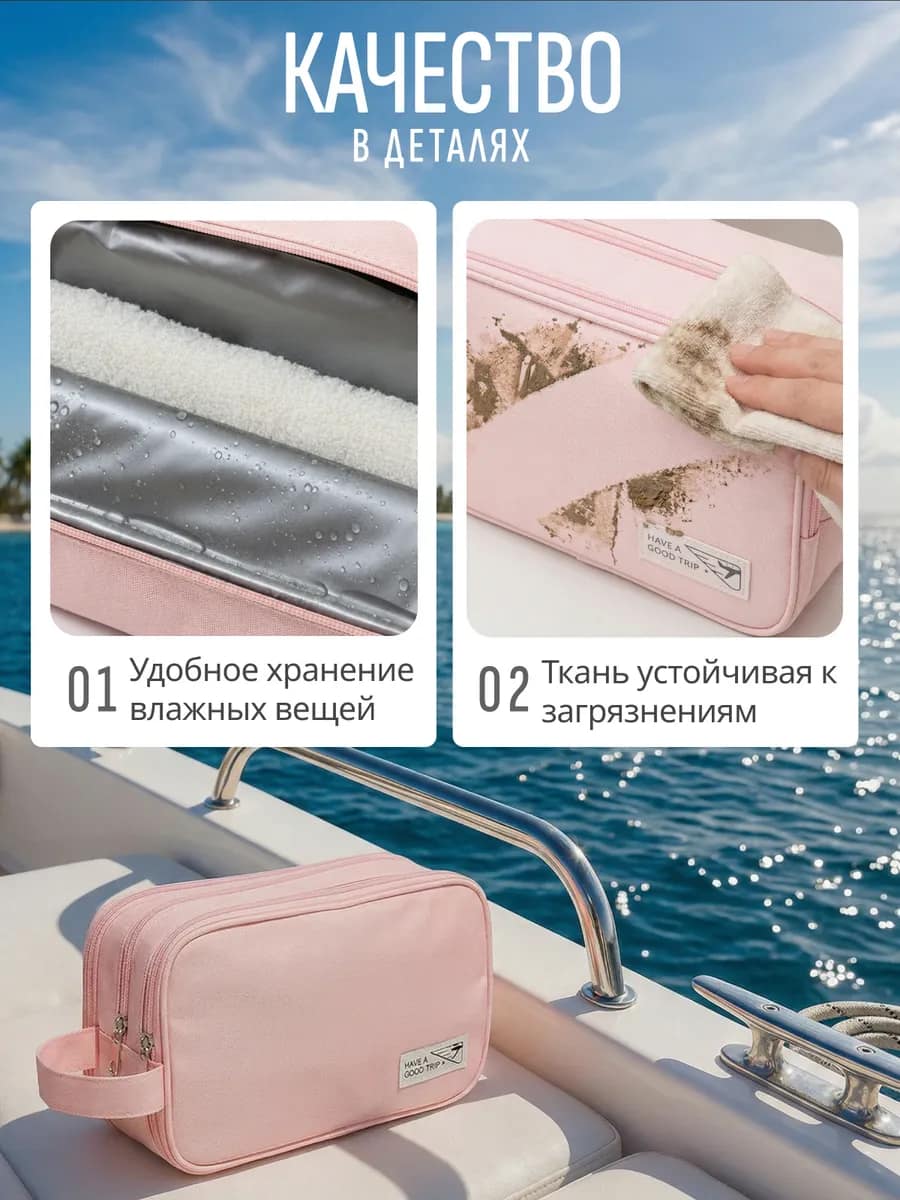 КАЧЕСТВО
В ДЕТАЛЯХ
HAVE A
GOOD TRIP
01 Удобное хранение
влажных вещей
02 Ткань устойчивая к
загрязнениям
HAVE A
GOOD TRIP